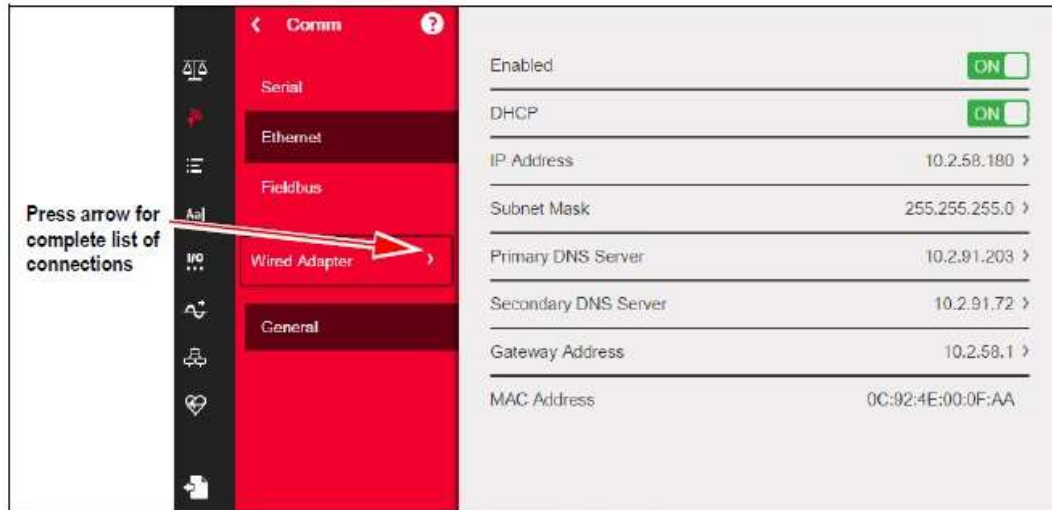 Press arrow for
complete list of
connections
Aa
I/O
Comm
?
Serial
Ethernet
Fieldbus
Wired Adapter
General
Enabled ON
DHCP ON
IP Address 10.2.58.180
Subnet Mask 255.255.255.0
Primary DNS Server 10.2.91.203
Secondary DNS Server 10.2.91.72
Gateway Address 10.2.58.1
MAC Address 0C:92:4E:00:0F:AA